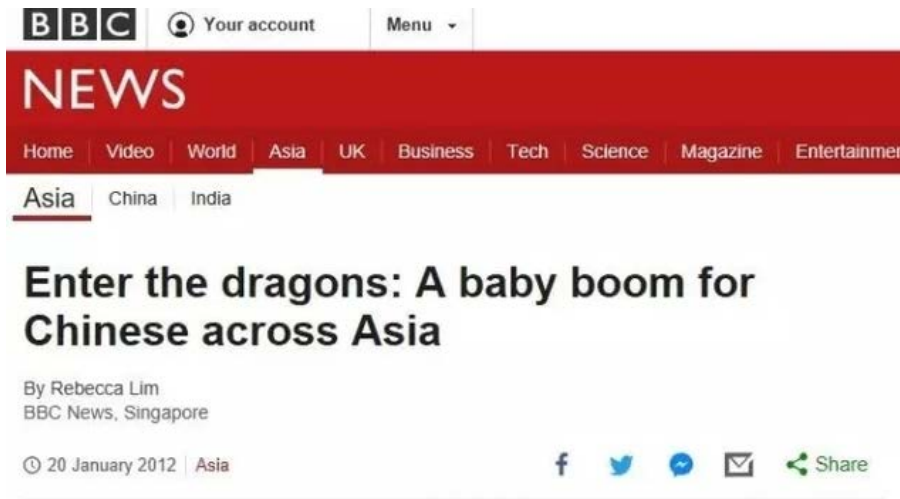 BBC Your account Menu
NEWS
Home Video World Asia UK Business Tech Science Magazine Entertainmen
Asia China India
Enter the dragons: A baby boom for
Chinese across Asia
By Rebecca Lim
BBC News, Singapore
20 January 2012 Asia Share